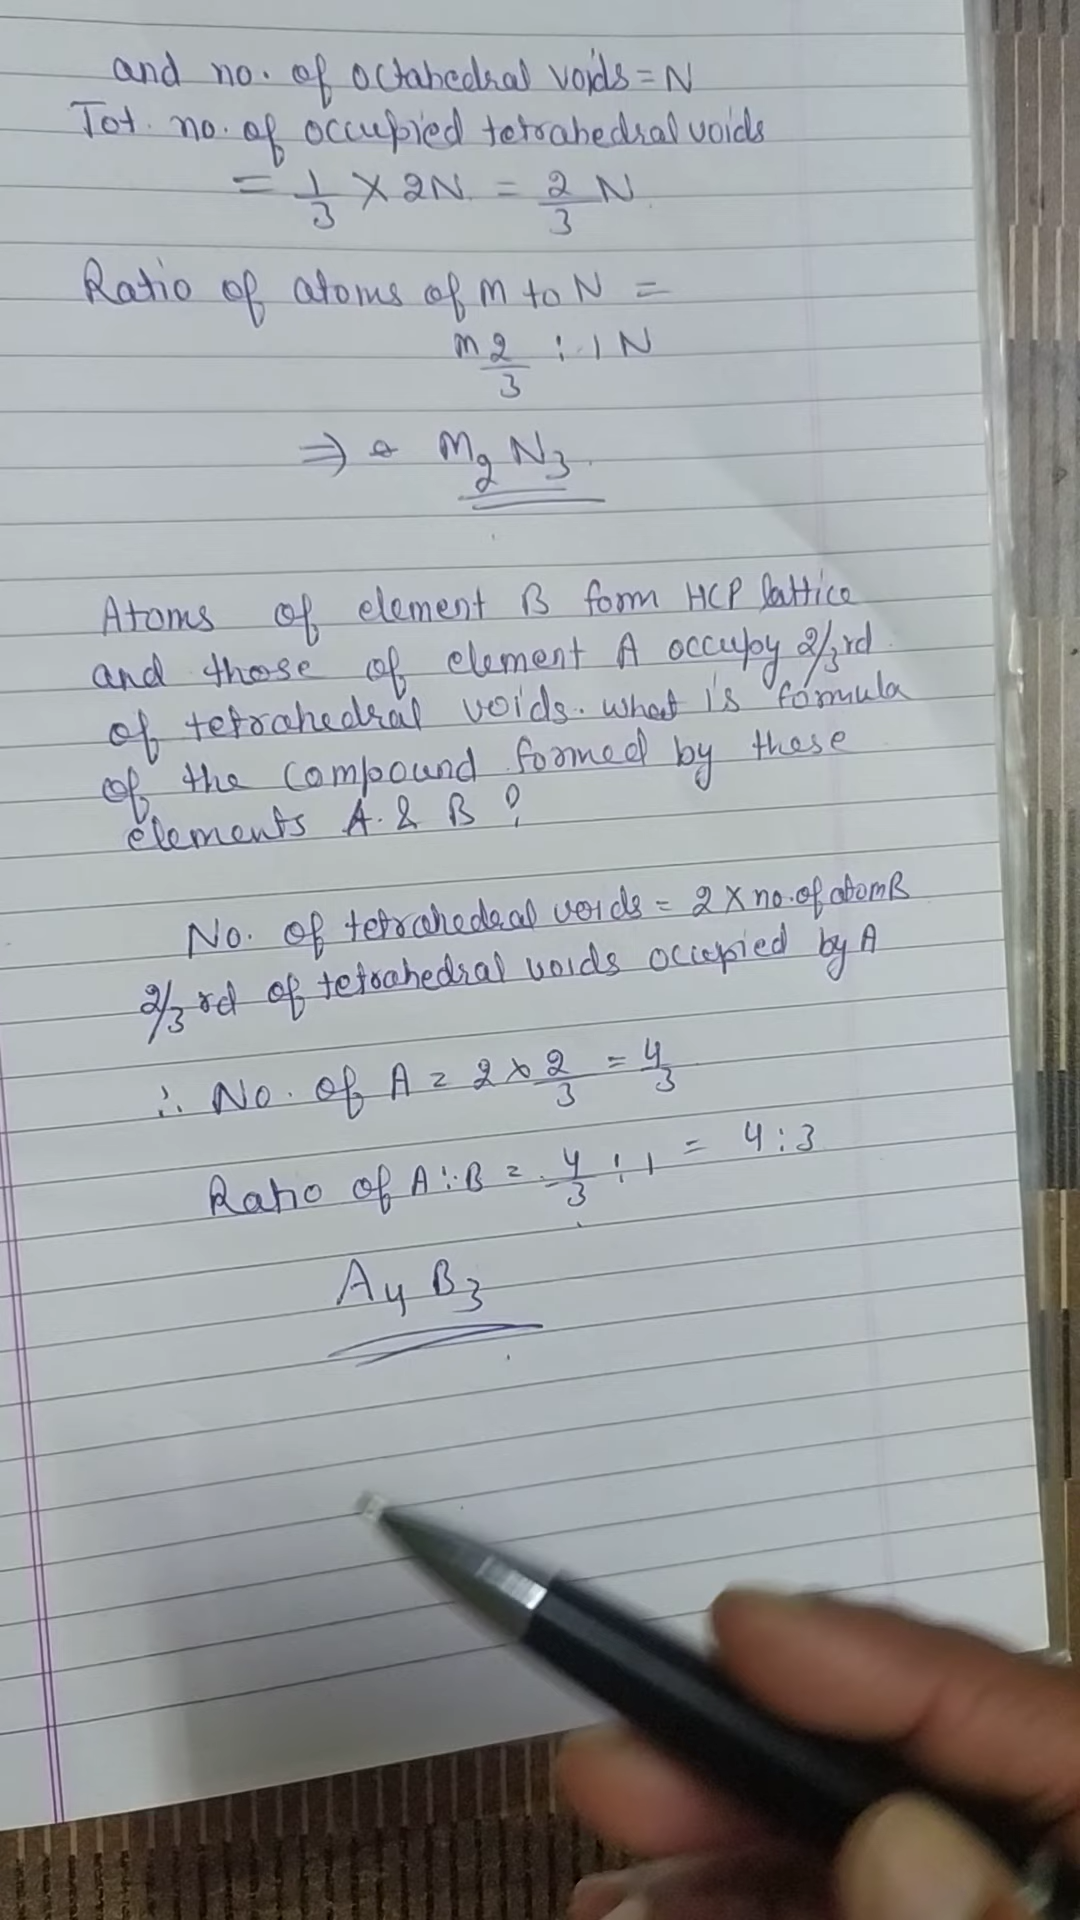 and no. of octahedral voids = N
Tot. no. of occupied tetrahedral voids
= 1/3 × 2N = 2/3 N
Ratio of atoms of m to N =
m 2/3 : 1 N
⇒ M2 N3
Atoms of element B form HCP lattice
and those of element A occupy 2/3rd
of tetrahedral voids. what is formula
of the compound formed by these
elements A & B ?
No. of tetrahedral voids = 2 × no. of atom B
2/3 rd of tetrahedral voids occupied by A
∴ No. of A = 2 × 2/3 = 4/3
Ratio of A : B = 4/3 : 1 = 4 : 3
A4 B3